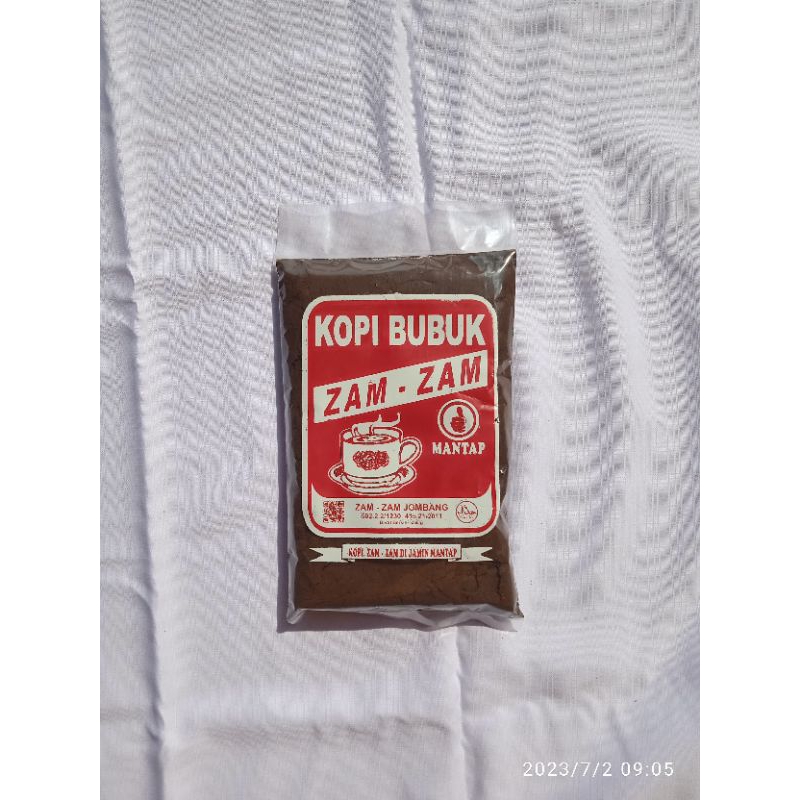 KOPI BUBUK
ZAM - ZAM
MANTAP
ZAM - ZAM JOMBANG
KOPI ZAM - ZAM DI JAMIN MANTAP
2023/7/2 09:05